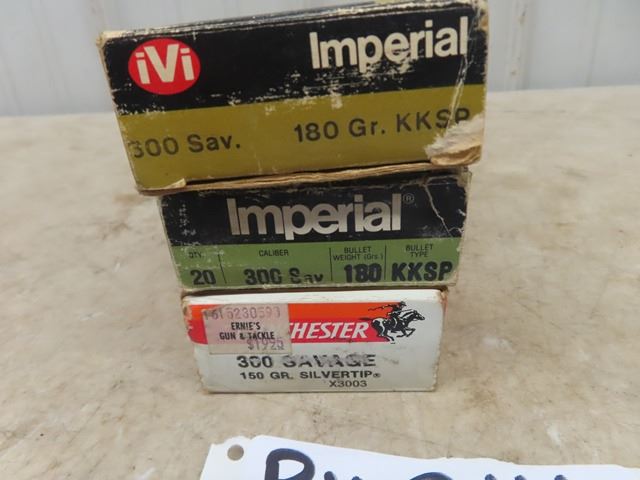 iVi Imperial
300 Sav. 180 Gr. KKSP
Imperial®
QTY. CALIBER BULLET WEIGHT (Grs.) BULLET TYPE
20 300 Sav 180 KKSP
ERNIE'S
GUN & TACKLE
CHESTER
300 SAVAGE
150 GR. SILVERTIP®
X3003